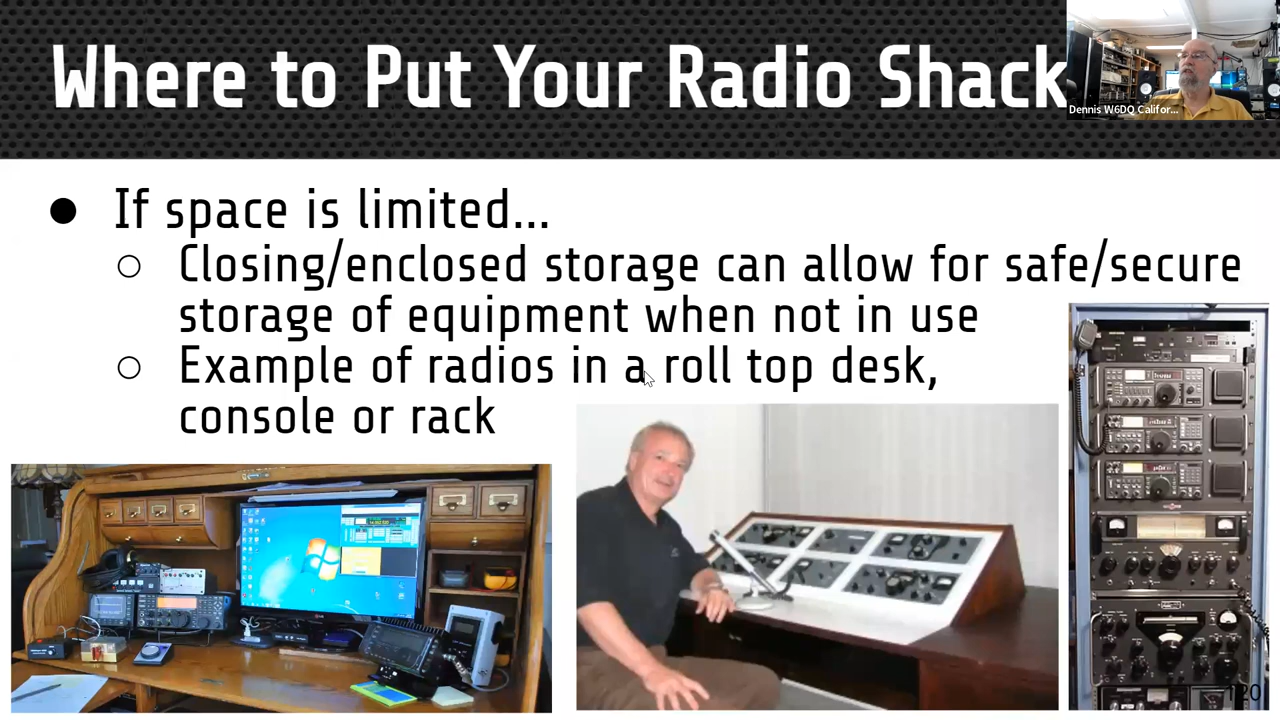 Where to Put Your Radio Shack
Dennis W6DQ Califor...
● If space is limited...
○ Closing/enclosed storage can allow for safe/secure
storage of equipment when not in use
○ Example of radios in a roll top desk,
console or rack
120